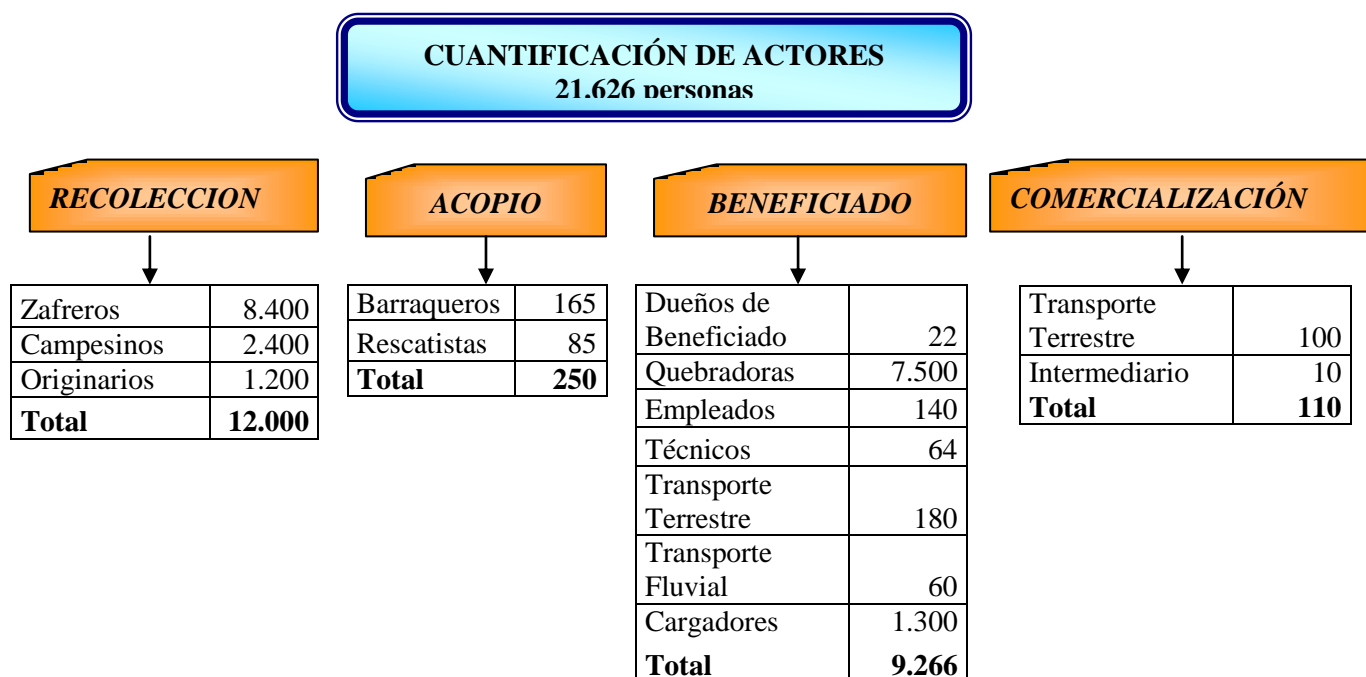 CUANTIFICACIÓN DE ACTORES
21.626 personas
RECOLECCION
Zafreros 8.400
Campesinos 2.400
Originarios 1.200
Total 12.000
ACOPIO
Barraqueros 165
Rescatistas 85
Total 250
BENEFICIADO
Dueños de
Beneficiado 22
Quebradoras 7.500
Empleados 140
Técnicos 64
Transporte
Terrestre 180
Transporte
Fluvial 60
Cargadores 1.300
Total 9.266
COMERCIALIZACIÓN
Transporte
Terrestre 100
Intermediario 10
Total 110